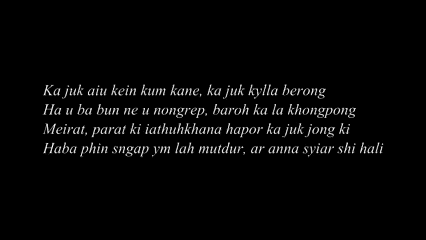 Ka juk aiu kein kum kane, ka juk kylla berong
Ha u ba bun ne u nongrep, baroh ka la khongpong
Meirat, parat ki iathuhkhana hapor ka juk jong ki
Haba phin sngap ym lah mutdur, ar anna syiar shi hali